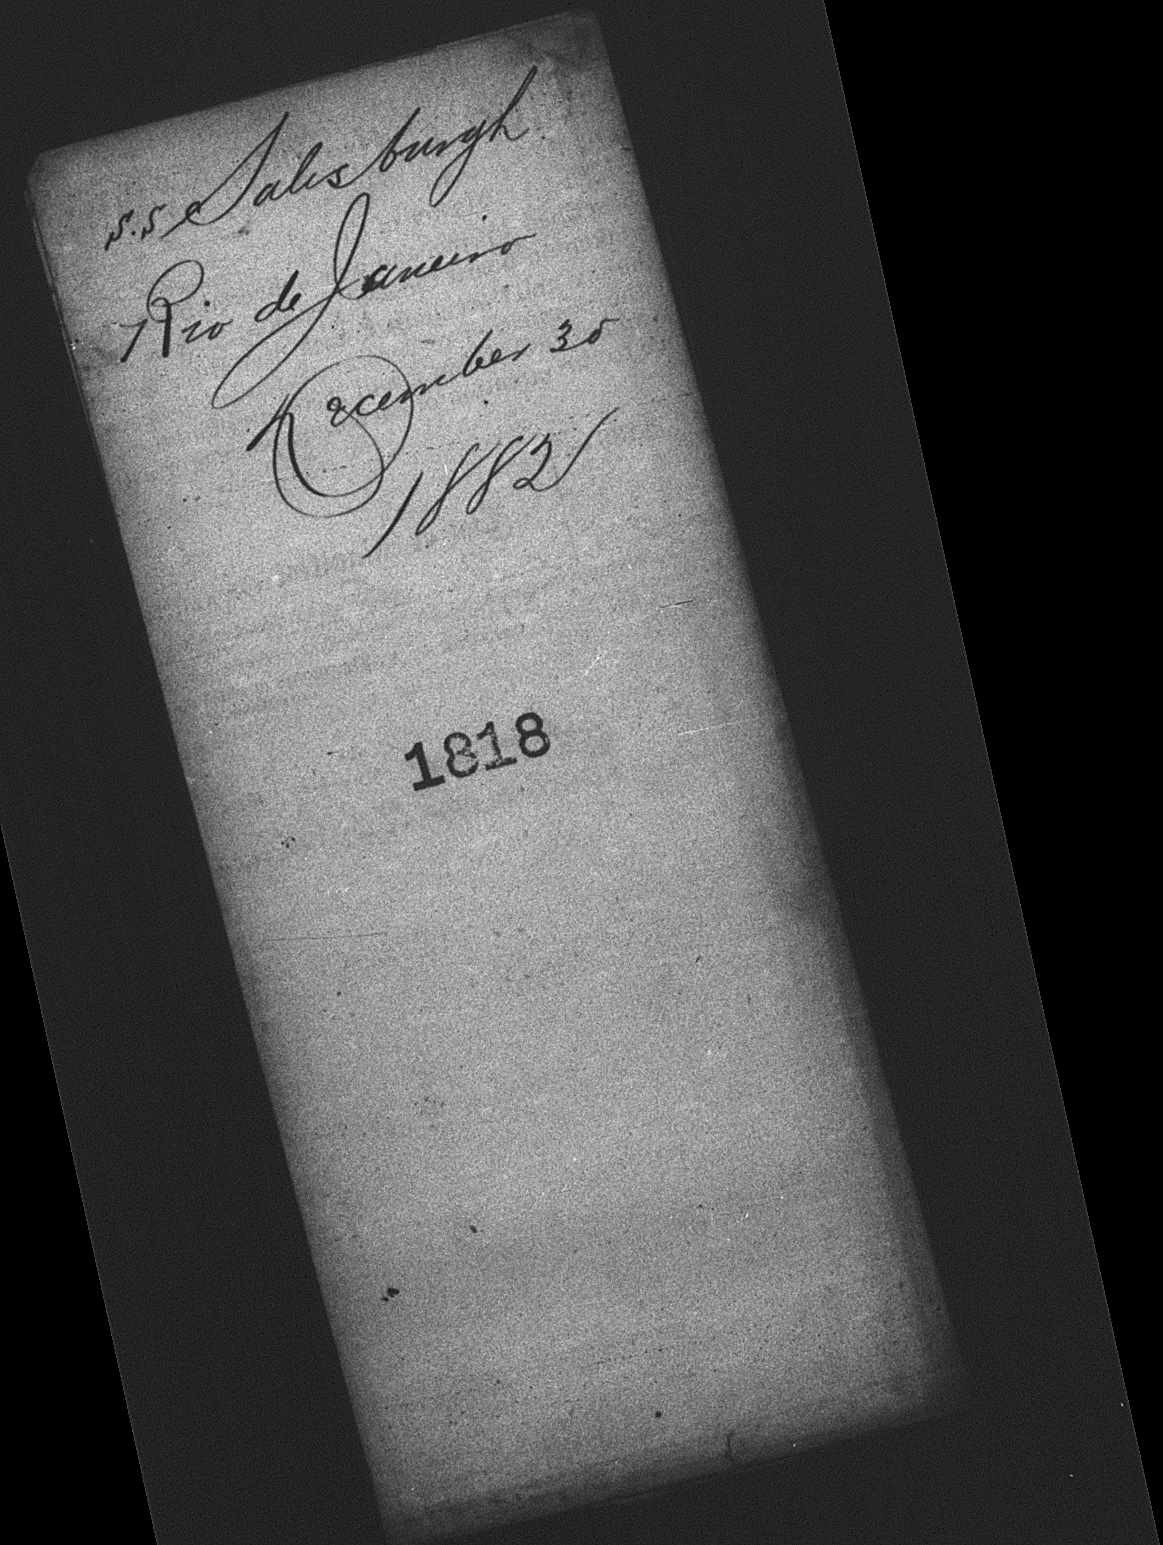 S.S. Salisburgh
Rio de Janeiro
December 30
1882
1818